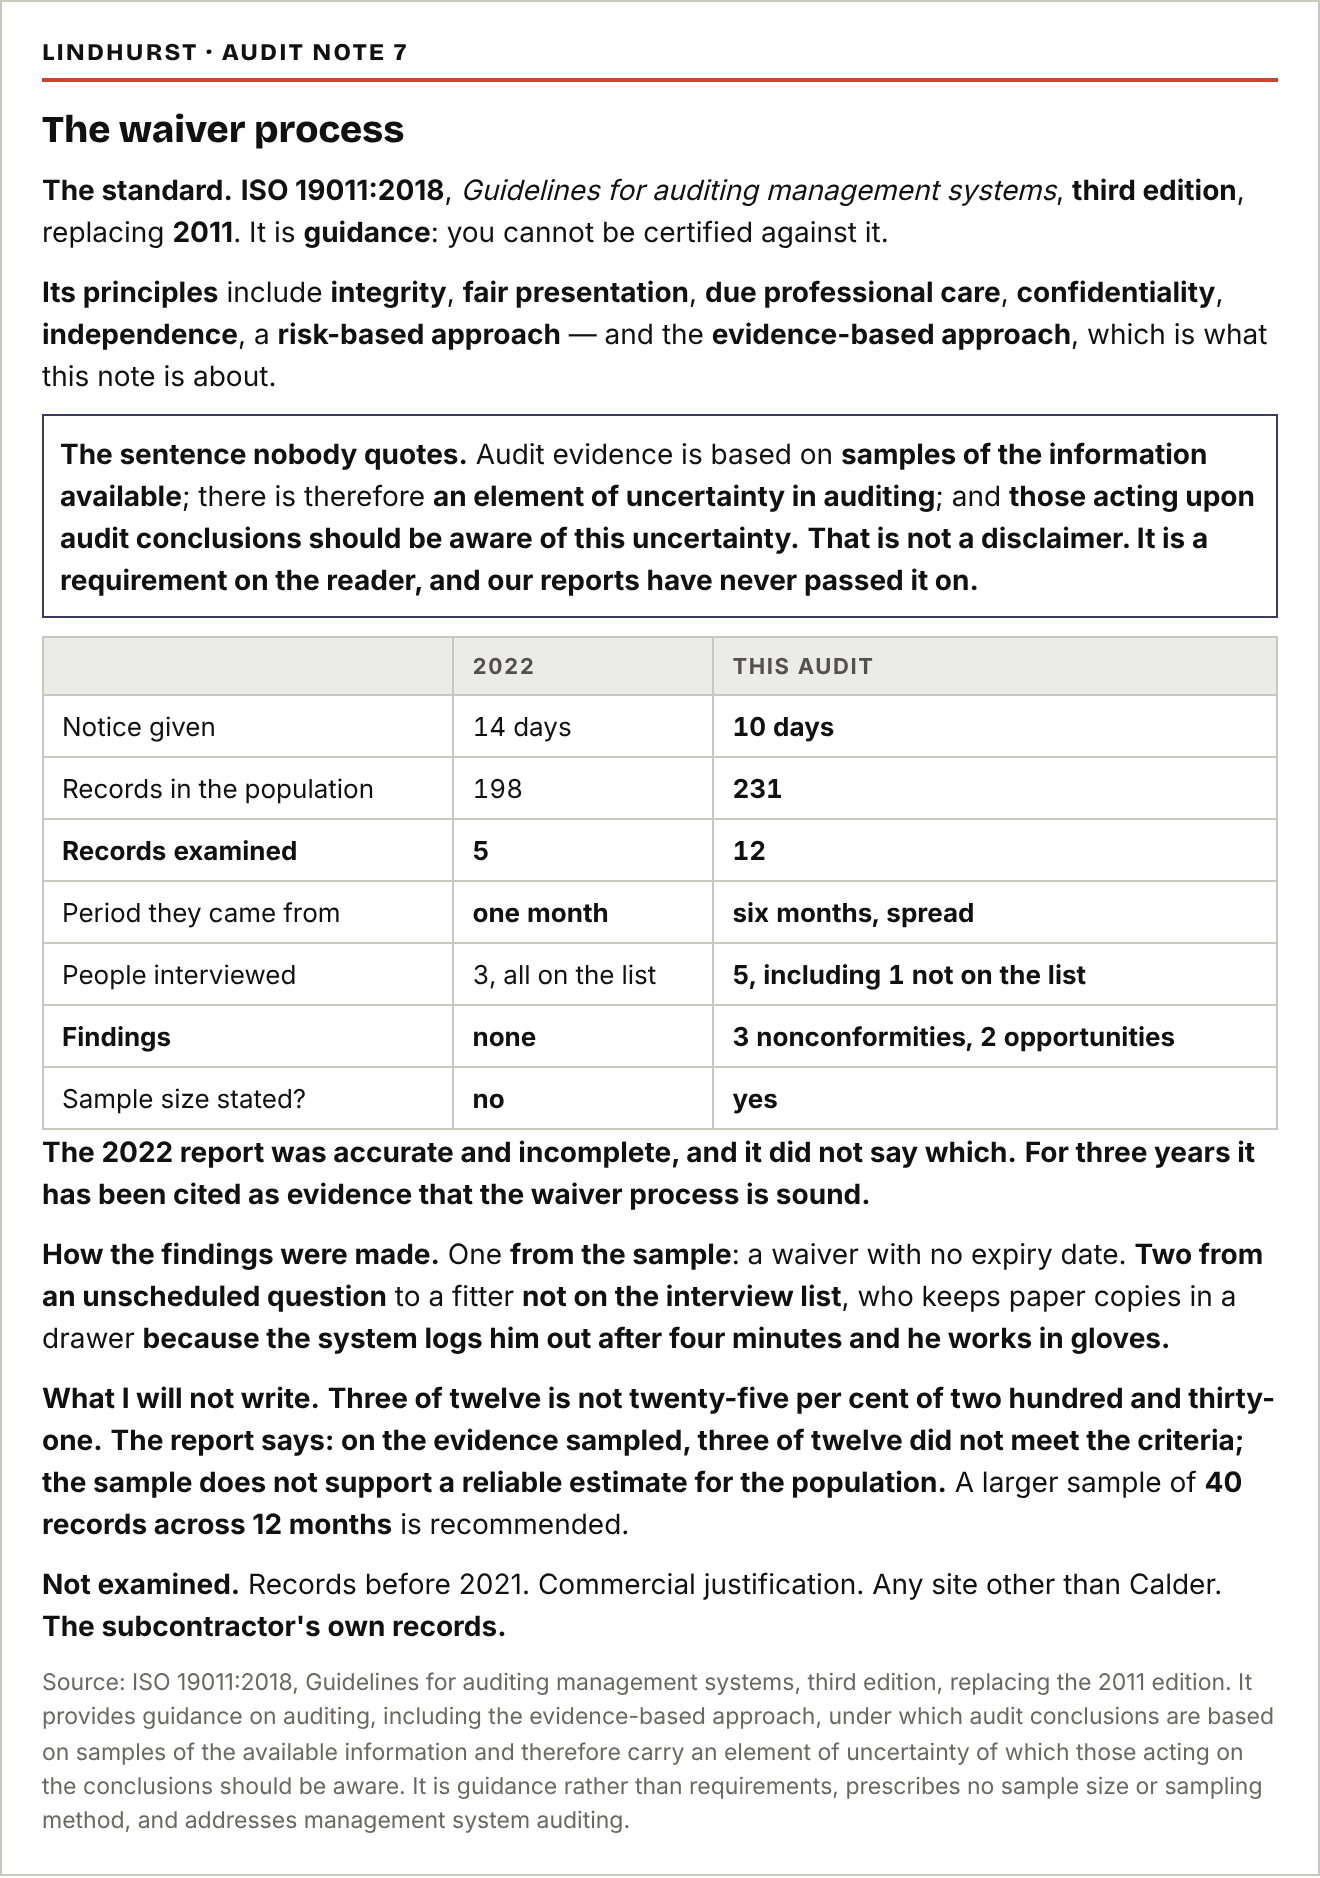 LINDHURST · AUDIT NOTE 7
The waiver process
The standard. ISO 19011:2018, Guidelines for auditing management systems, third edition,
replacing 2011. It is guidance: you cannot be certified against it.
Its principles include integrity, fair presentation, due professional care, confidentiality,
independence, a risk-based approach — and the evidence-based approach, which is what
this note is about.
The sentence nobody quotes. Audit evidence is based on samples of the information
available; there is therefore an element of uncertainty in auditing; and those acting upon
audit conclusions should be aware of this uncertainty. That is not a disclaimer. It is a
requirement on the reader, and our reports have never passed it on.
2022 THIS AUDIT
Notice given 14 days 10 days
Records in the population 198 231
Records examined 5 12
Period they came from one month six months, spread
People interviewed 3, all on the list 5, including 1 not on the list
Findings none 3 nonconformities, 2 opportunities
Sample size stated? no yes
The 2022 report was accurate and incomplete, and it did not say which. For three years it
has been cited as evidence that the waiver process is sound.
How the findings were made. One from the sample: a waiver with no expiry date. Two from
an unscheduled question to a fitter not on the interview list, who keeps paper copies in a
drawer because the system logs him out after four minutes and he works in gloves.
What I will not write. Three of twelve is not twenty-five per cent of two hundred and thirty-
one. The report says: on the evidence sampled, three of twelve did not meet the criteria;
the sample does not support a reliable estimate for the population. A larger sample of 40
records across 12 months is recommended.
Not examined. Records before 2021. Commercial justification. Any site other than Calder.
The subcontractor's own records.
Source: ISO 19011:2018, Guidelines for auditing management systems, third edition, replacing the 2011 edition. It
provides guidance on auditing, including the evidence-based approach, under which audit conclusions are based
on samples of the available information and therefore carry an element of uncertainty of which those acting on
the conclusions should be aware. It is guidance rather than requirements, prescribes no sample size or sampling
method, and addresses management system auditing.